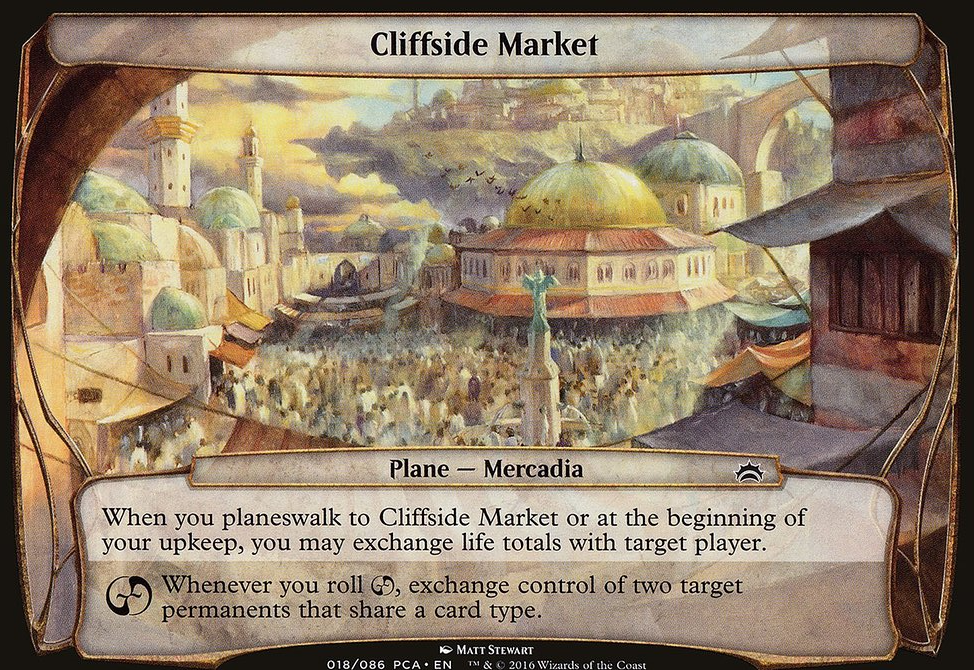 Cliffside Market
Plane — Mercadia
When you planeswalk to Cliffside Market or at the beginning of
your upkeep, you may exchange life totals with target player.
Whenever you roll , exchange control of two target
permanents that share a card type.
Matt Stewart
018/086 PCA • EN ™ & © 2016 Wizards of the Coast